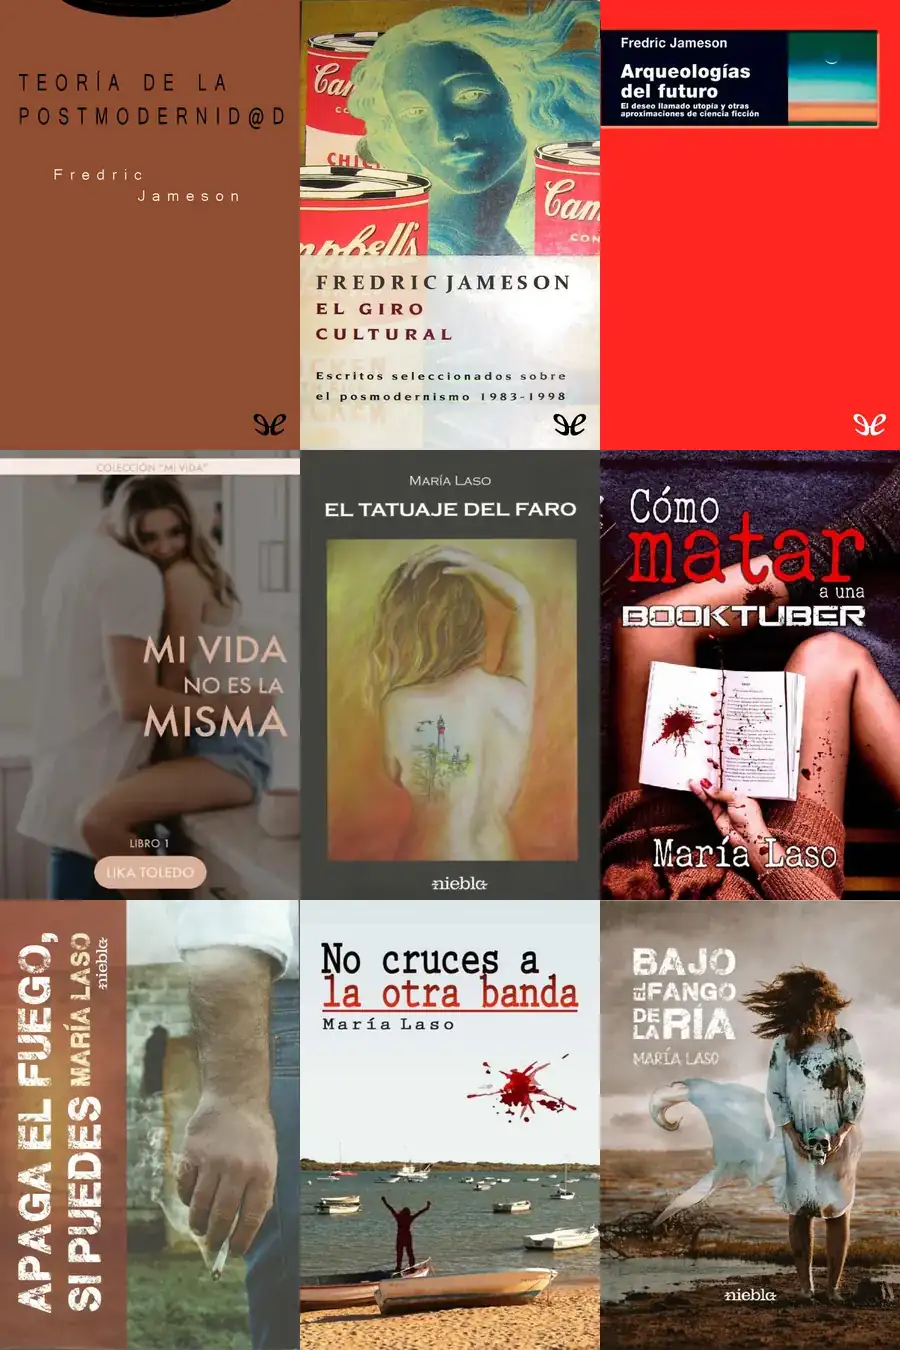 TEORÍA DE LA
POSTMODERNID@D
Fredric
Jameson
Campbell's
FREDRIC JAMESON
EL GIRO
CULTURAL
Escritos seleccionados sobre
el posmodernismo 1983-1998
Fredric Jameson
Arqueologías
del futuro
El deseo llamado utopía y otras
aproximaciones de ciencia ficción
COLECCIÓN "MI VIDA"
MI VIDA
NO ES LA
MISMA
LIBRO 1
LIKA TOLEDO
MARÍA LASO
EL TATUAJE DEL FARO
niebla
Cómo
matar
a una
BOOKTUBER
María Laso
APAGA EL FUEGO,
SI PUEDES MARÍA LASO
niebla
No cruces a
la otra banda
María Laso
BAJO
EL FANGO
DE LA RÍA
MARÍA LASO
niebla